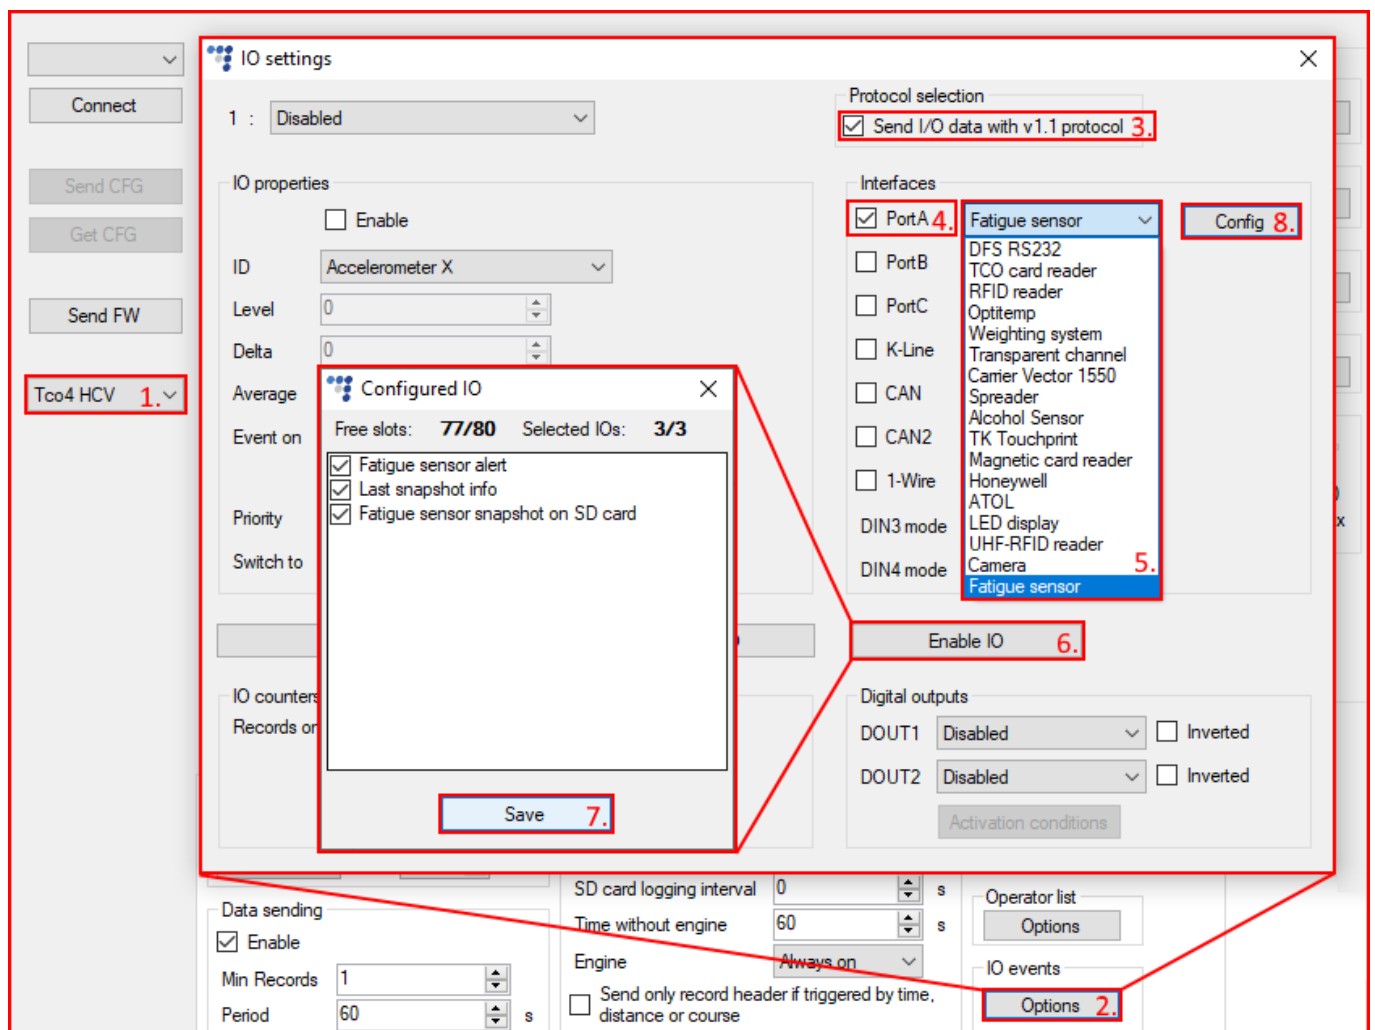 IO settings
Connect
Send CFG
Get CFG
Send FW
Tco4 HCV 1.
1 : Disabled
Protocol selection
Send I/O data with v1.1 protocol 3.
IO properties
Enable
ID Accelerometer X
Level 0
Delta 0
Average
Event on
Priority
Switch to
Interfaces
PortA 4. Fatigue sensor Config 8.
PortB
PortC
K-Line
CAN
CAN2
1-Wire
DIN3 mode
DIN4 mode
DFS RS232
TCO card reader
RFID reader
Optitemp
Weighting system
Transparent channel
Carrier Vector 1550
Spreader
Alcohol Sensor
TK Touchprint
Magnetic card reader
Honeywell
ATOL
LED display
UHF-RFID reader
Camera 5.
Fatigue sensor
Configured IO
Free slots: 77/80 Selected IOs: 3/3
Fatigue sensor alert
Last snapshot info
Fatigue sensor snapshot on SD card
Save 7.
Enable IO 6.
IO counters
Records on
Digital outputs
DOUT1 Disabled Inverted
DOUT2 Disabled Inverted
Activation conditions
Data sending
Enable
Min Records 1
Period 60 s
SD card logging interval 0 s
Time without engine 60 s
Engine Always on
Send only record header if triggered by time,
distance or course
Operator list
Options
IO events
Options 2.